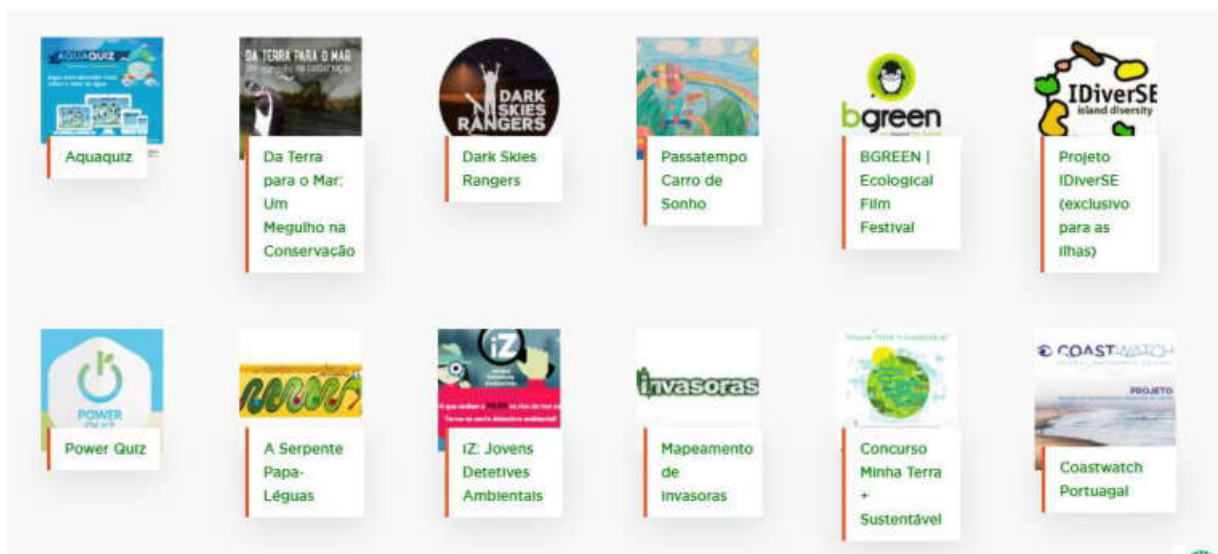 AQUAQUIZ
Aquaquiz
DA TERRA PARA O MAR
Da Terra
para o Mar:
Um
Megulho na
Conservação
DARK
SKIES
RANGERS
Dark Skies
Rangers
Passatempo
Carro de
Sonho
bgreen
BGREEN |
Ecological
Film
Festival
IDiverSE
island diversity
Projeto
IDiverSE
(exclusivo
para as
ilhas)
POWER
QUIZ
Power Quiz
A Serpente
Papa-
Léguas
iZ
iZ: Jovens
Detetives
Ambientais
invasoras
Mapeamento
de
Invasoras
Concurso
Minha Terra
+
Sustentável
COASTWATCH
PROJETO
Coastwatch
Portuagal